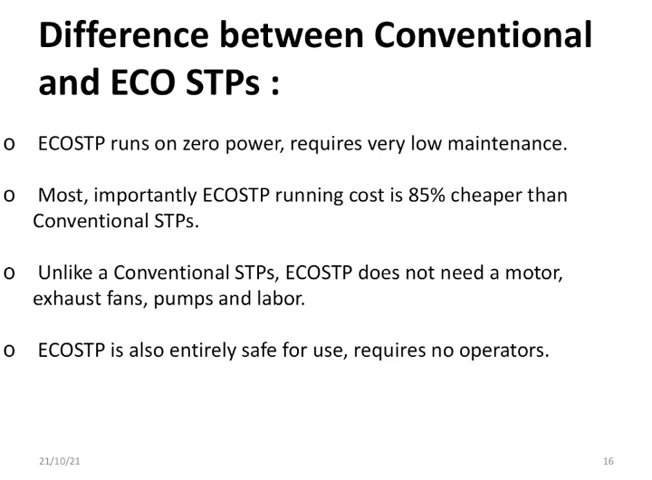 Difference between Conventional
and ECO STPs :
o ECOSTP runs on zero power, requires very low maintenance.
o Most, importantly ECOSTP running cost is 85% cheaper than
Conventional STPs.
o Unlike a Conventional STPs, ECOSTP does not need a motor,
exhaust fans, pumps and labor.
o ECOSTP is also entirely safe for use, requires no operators.
21/10/21
16